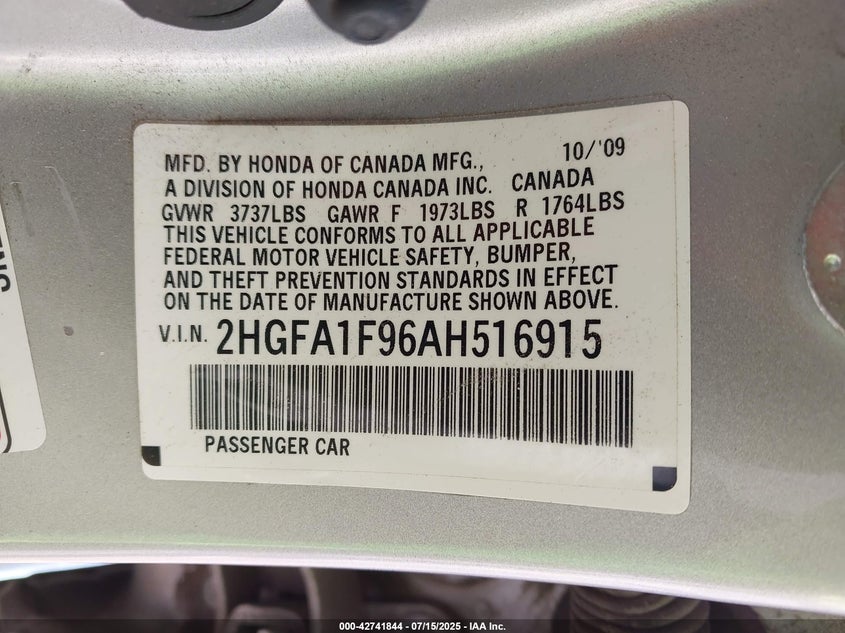 MFD. BY HONDA OF CANADA MFG., 10/'09
A DIVISION OF HONDA CANADA INC. CANADA
GVWR 3737LBS GAWR F 1973LBS R 1764LBS
THIS VEHICLE CONFORMS TO ALL APPLICABLE
FEDERAL MOTOR VEHICLE SAFETY, BUMPER,
AND THEFT PREVENTION STANDARDS IN EFFECT
ON THE DATE OF MANUFACTURE SHOWN ABOVE.
V.I.N. 2HGFA1F96AH516915
PASSENGER CAR
000-42741844 - 07/15/2025 - IAA Inc.